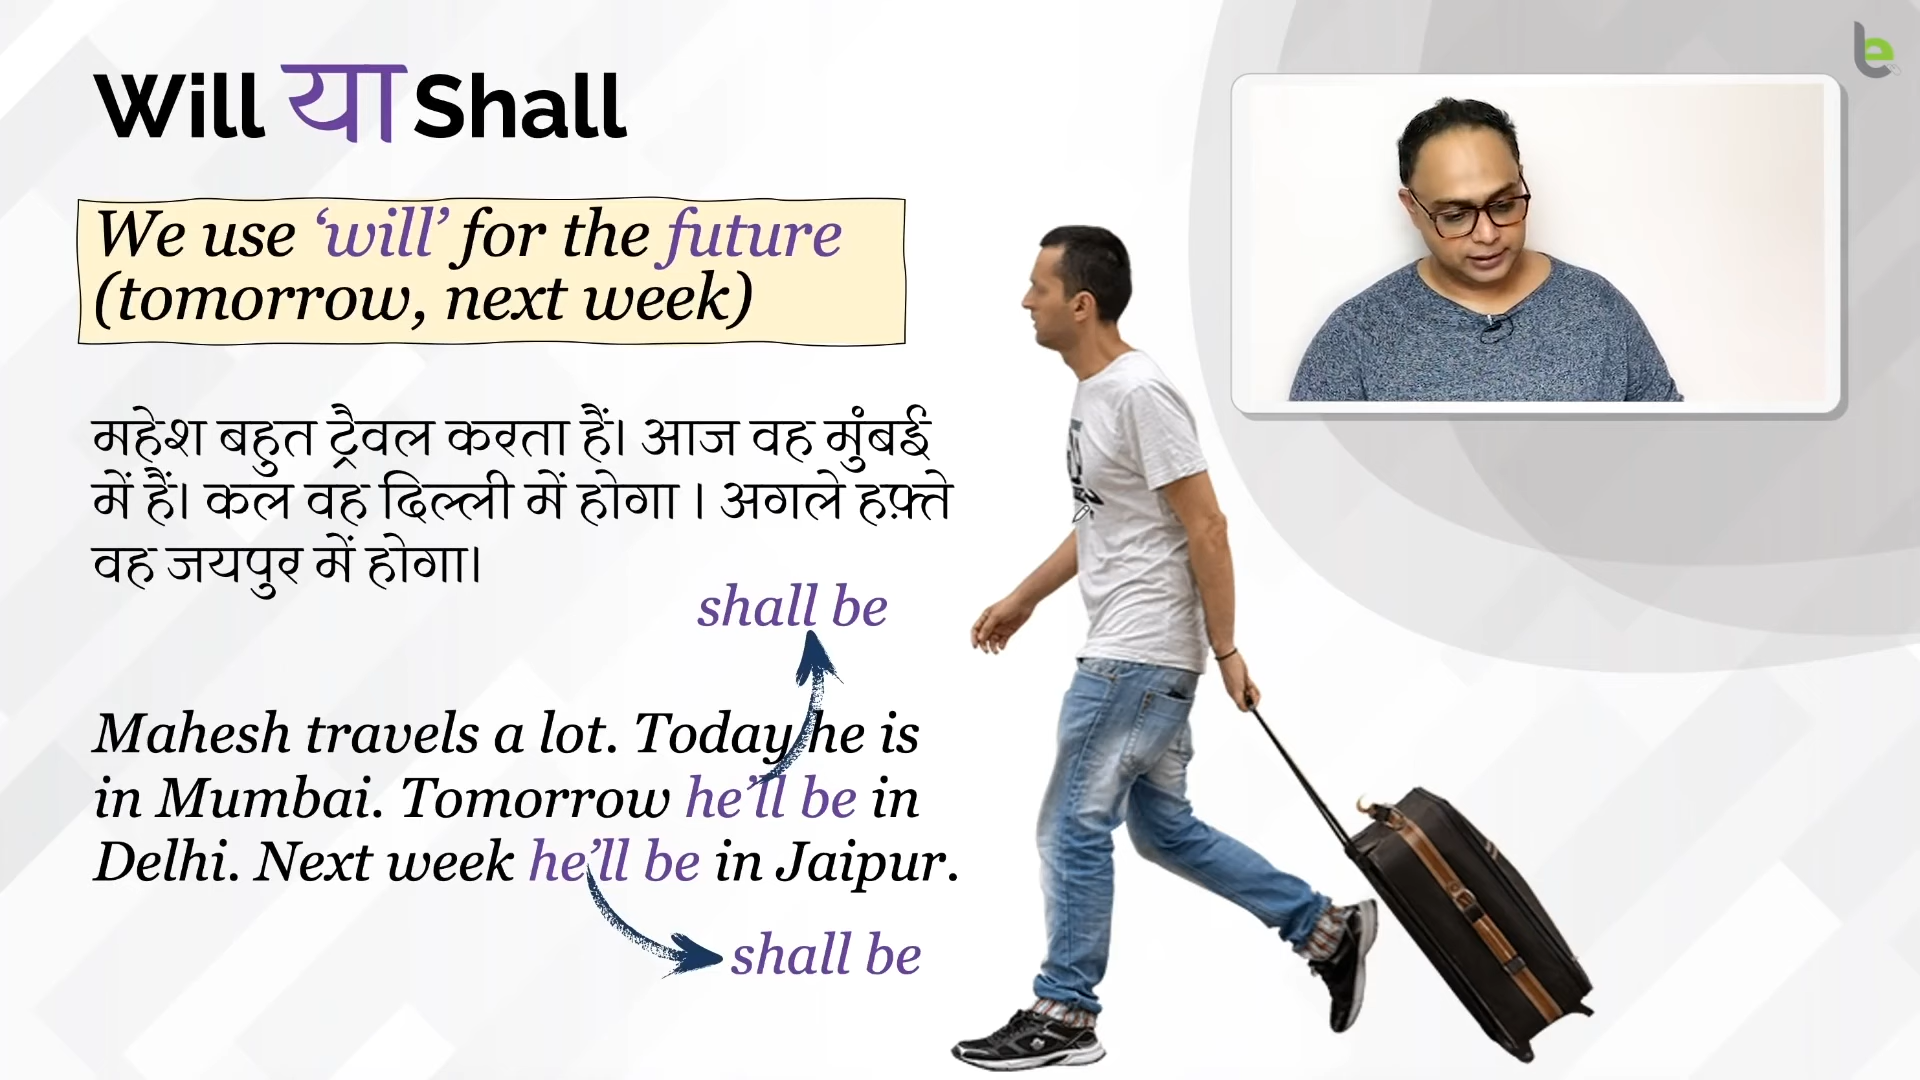 Will या Shall
We use ‘will’ for the future
(tomorrow, next week)
महेश बहुत ट्रैवल करता हैं। आज वह मुंबई
में हैं। कल वह दिल्ली में होगा । अगले हफ़्ते
वह जयपुर में होगा।
shall be
Mahesh travels a lot. Today he is
in Mumbai. Tomorrow he’ll be in
Delhi. Next week he’ll be in Jaipur.
shall be